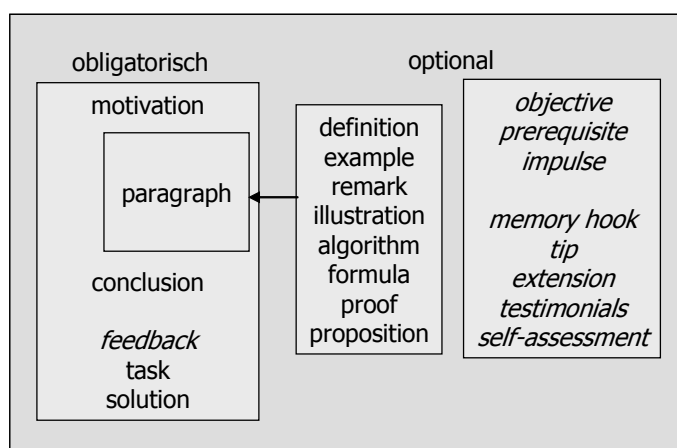 obligatorisch
optional
motivation
paragraph
conclusion
feedback
task
solution
definition
example
remark
illustration
algorithm
formula
proof
proposition
objective
prerequisite
impulse
memory hook
tip
extension
testimonials
self-assessment